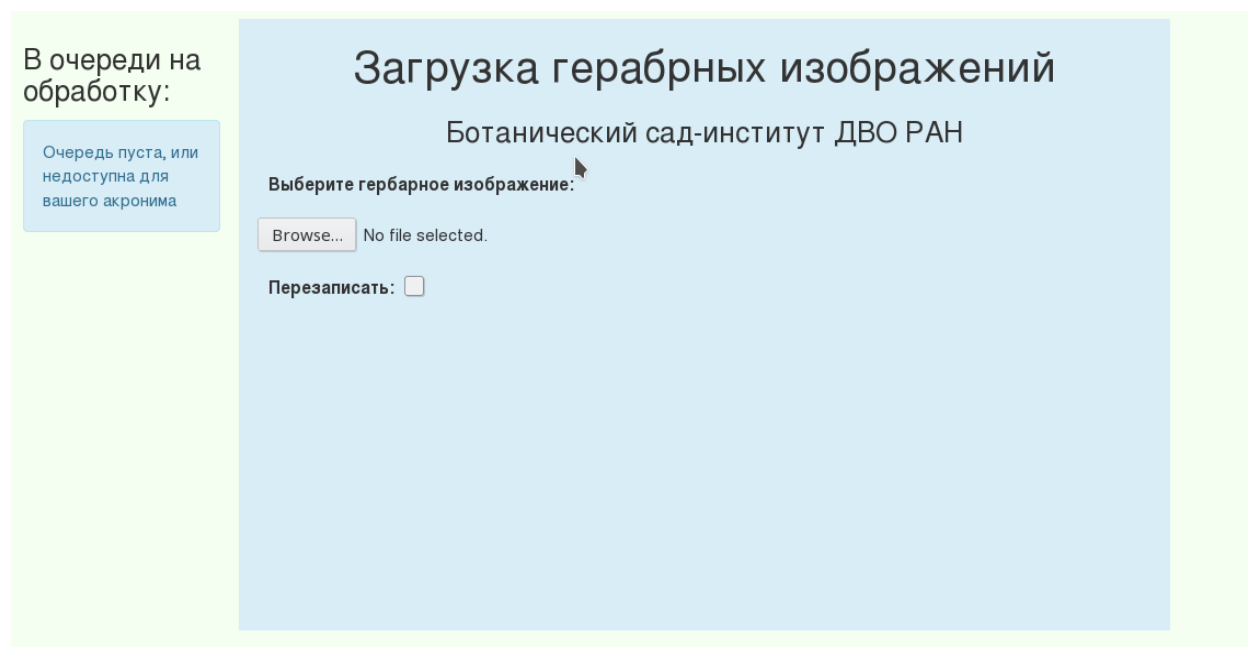 В очереди на
обработку:
Очередь пуста, или
недоступна для
вашего акронима
Загрузка герабрных изображений
Ботанический сад-институт ДВО РАН
Выберите гербарное изображение:
Browse... No file selected.
Перезаписать: